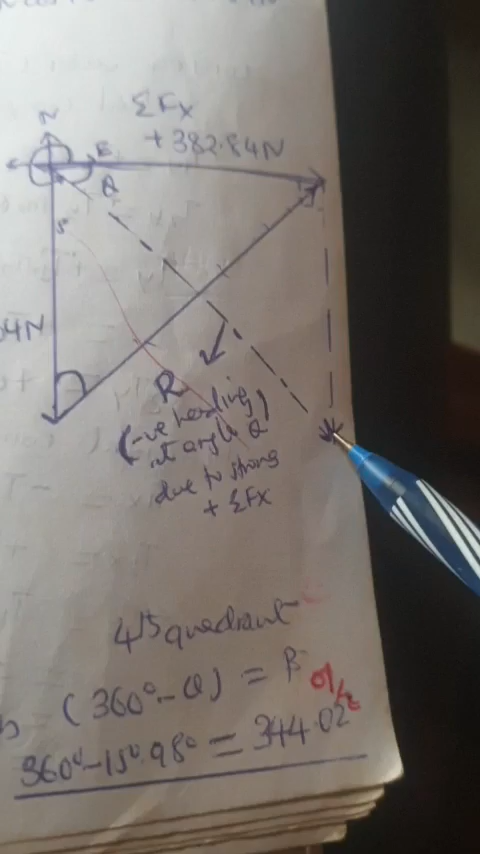 N
ΣFx
+382.84N
E
θ
S
04N
R
(-ve heading
at angle θ
due to strong
+ ΣFx
4th quadrant
(360° - θ) = β
360° - 15.98° = 344.02°